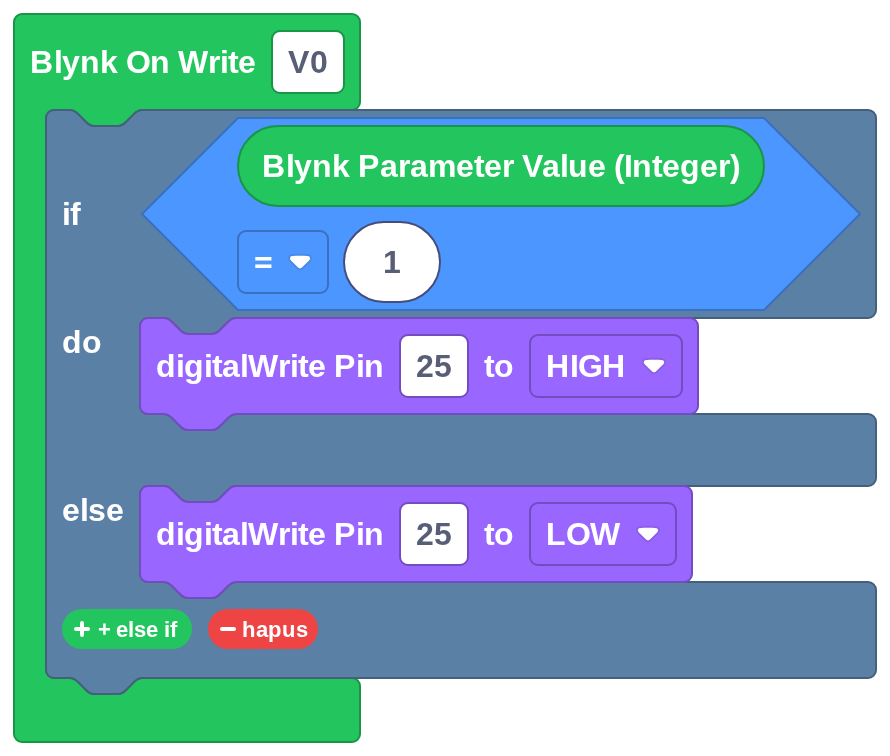 Blynk On Write V0
if Blynk Parameter Value (Integer)
= 1
do digitalWrite Pin 25 to HIGH
else digitalWrite Pin 25 to LOW
+ + else if - hapus